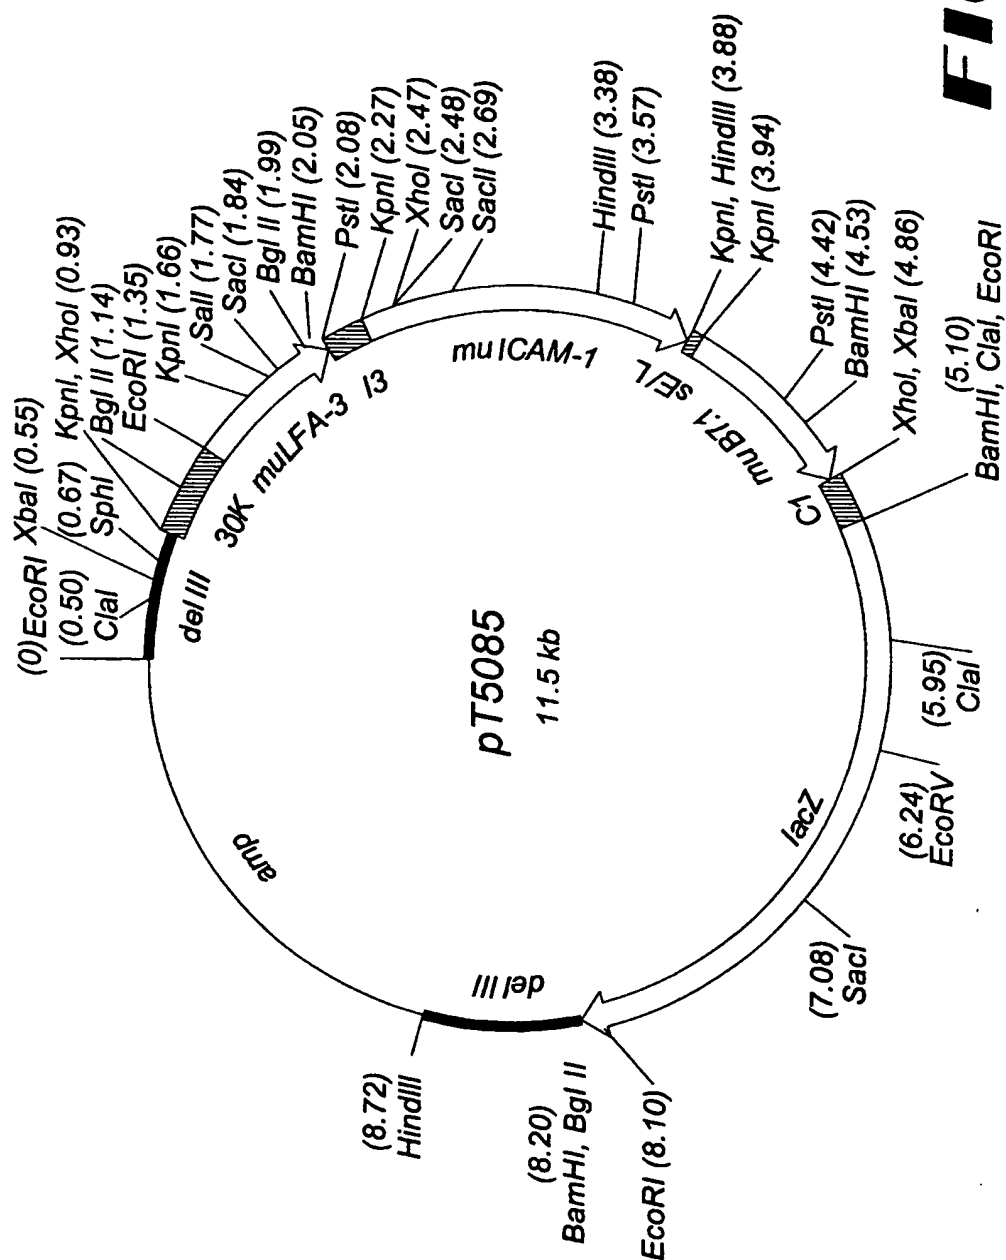 (0)EcoRI
(0.50)
ClaI
XbaI (0.55)
(0.67)
SphI
KpnI, XhoI (0.93)
Bgl II (1.14)
EcoRI (1.35)
KpnI (1.66)
SalI (1.77)
SacI (1.84)
Bgl II (1.99)
BamHI (2.05)
PstI (2.08)
KpnI (2.27)
XhoI (2.47)
SacI (2.48)
SacII (2.69)
HindIII (3.38)
PstI (3.57)
KpnI, HindIII (3.88)
KpnI (3.94)
PstI (4.42)
BamHI (4.53)
XhoI, XbaI (4.86)
(5.10)
BamHI, ClaI, EcoRI
(5.95)
ClaI
(6.24)
EcoRV
(7.08)
SacI
EcoRI (8.10)
(8.20)
BamHI, Bgl II
(8.72)
HindIII
del III
30K
muLFA-3
I3
muICAM-1
sE/L
muB7.1
C1
lacZ
del III
amp
pT5085
11.5 kb